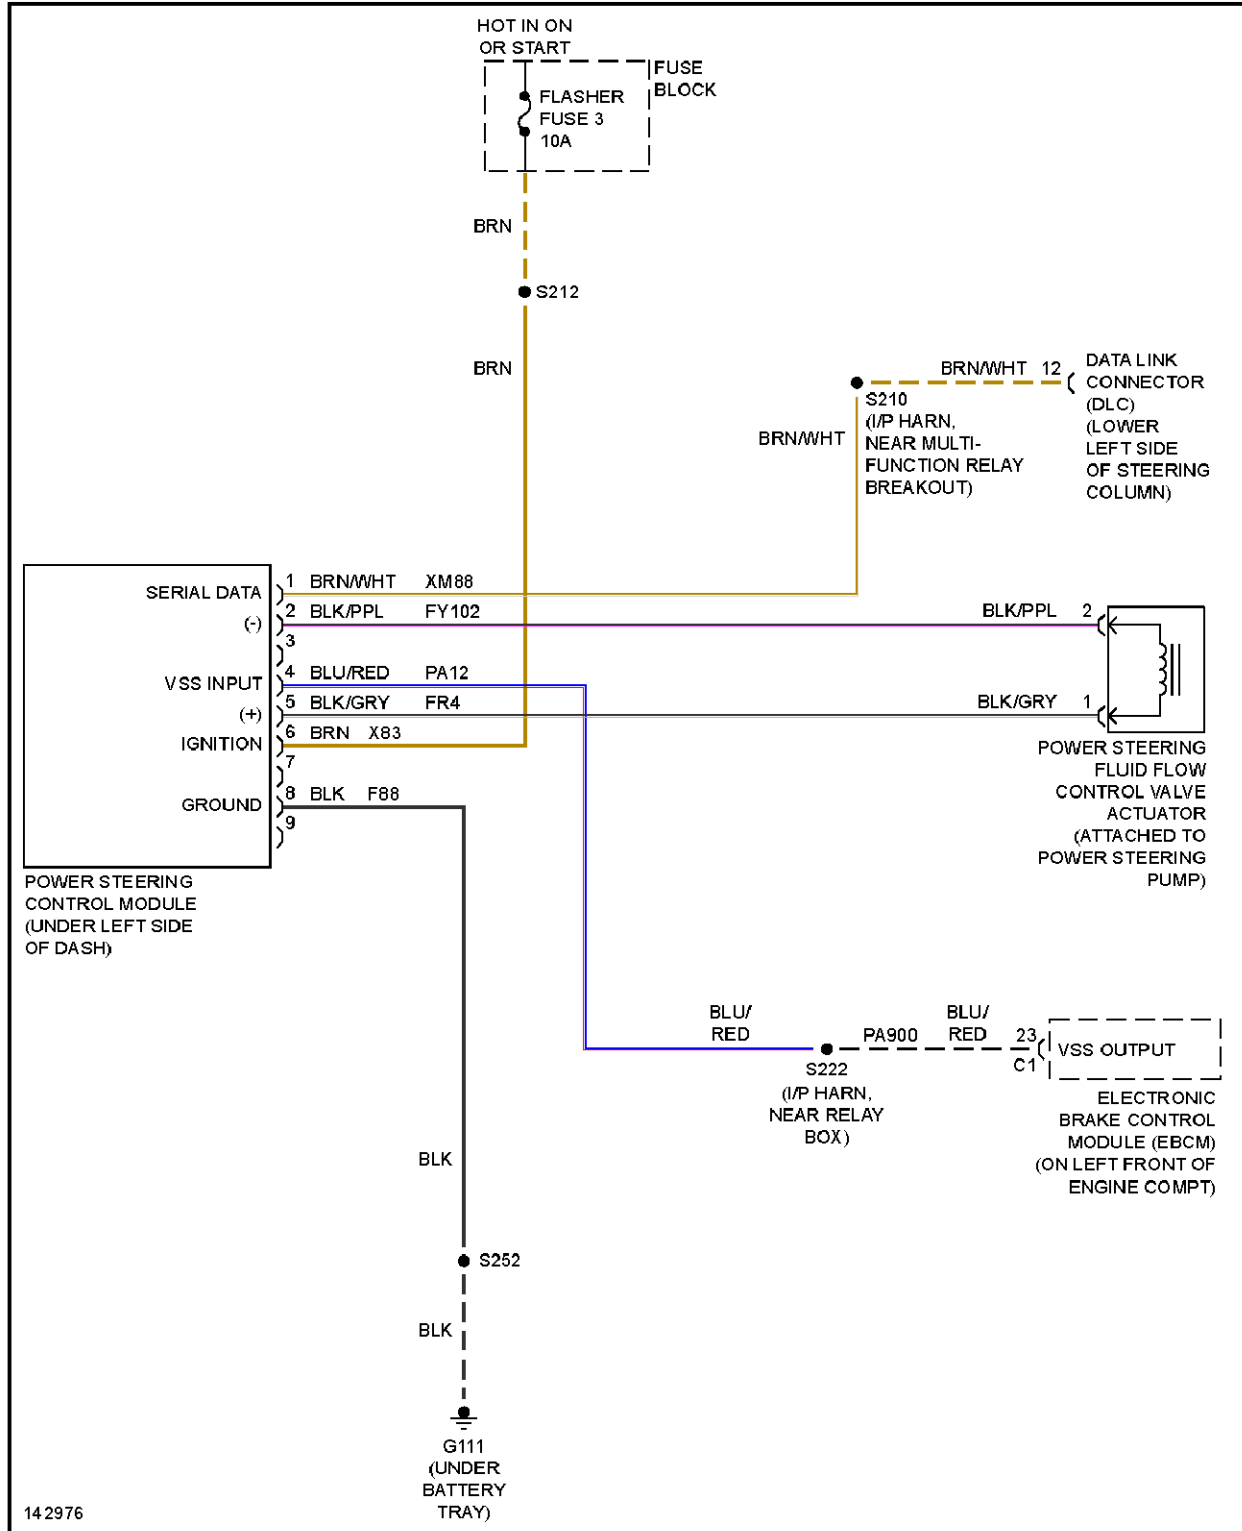 HOT IN ON
OR START
FUSE
BLOCK
FLASHER
FUSE 3
10A
BRN
S212
BRN
BRN/WHT 12
DATA LINK
CONNECTOR
(DLC)
(LOWER
LEFT SIDE
OF STEERING
COLUMN)
S210
(I/P HARN,
NEAR MULTI-
FUNCTION RELAY
BREAKOUT)
BRN/WHT
SERIAL DATA 1 BRN/WHT XM88
(-) 2 BLK/PPL FY102
3
VSS INPUT 4 BLU/RED PA12
(+) 5 BLK/GRY FR4
IGNITION 6 BRN X83
7
GROUND 8 BLK F88
9
POWER STEERING
CONTROL MODULE
(UNDER LEFT SIDE
OF DASH)
BLK/PPL 2
BLK/GRY 1
POWER STEERING
FLUID FLOW
CONTROL VALVE
ACTUATOR
(ATTACHED TO
POWER STEERING
PUMP)
BLU/
RED
S222
(I/P HARN,
NEAR RELAY
BOX)
PA900
BLU/
RED
23
C1
VSS OUTPUT
ELECTRONIC
BRAKE CONTROL
MODULE (EBCM)
(ON LEFT FRONT OF
ENGINE COMPT)
BLK
S252
BLK
G111
(UNDER
BATTERY
TRAY)
142976